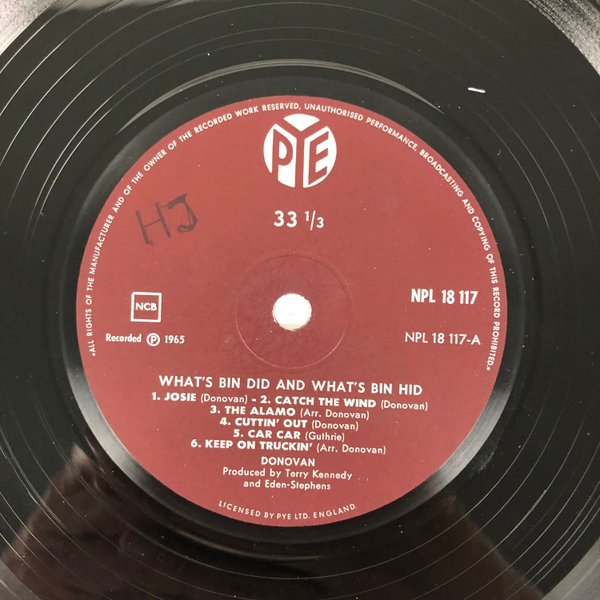 «ALL RIGHTS OF THE MANUFACTURER AND OF THE OWNER OF THE RECORDED WORK RESERVED, UNAUTHORISED PERFORMANCE, BROADCASTING AND COPYING OF THIS RECORD PROHIBITED.»
PYE
33 1/3
HJ
NPL 18 117
NCB
Recorded Ⓟ 1965
NPL 18 117-A
WHAT'S BIN DID AND WHAT'S BIN HID
1. JOSIE (Donovan) - 2. CATCH THE WIND (Donovan)
3. THE ALAMO (Arr. Donovan)
4. CUTTIN' OUT (Donovan)
5. CAR CAR (Guthrie)
6. KEEP ON TRUCKIN' (Arr. Donovan)
DONOVAN
Produced by Terry Kennedy
and Eden-Stephens
LICENSED BY PYE LTD. ENGLAND.